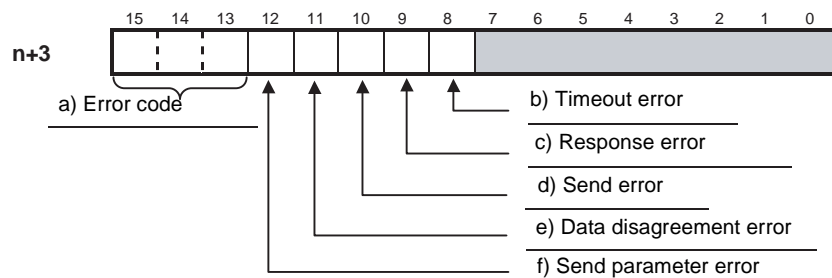 15 14 13 12 11 10 9 8 7 6 5 4 3 2 1 0
n+3
a) Error code
b) Timeout error
c) Response error
d) Send error
e) Data disagreement error
f) Send parameter error